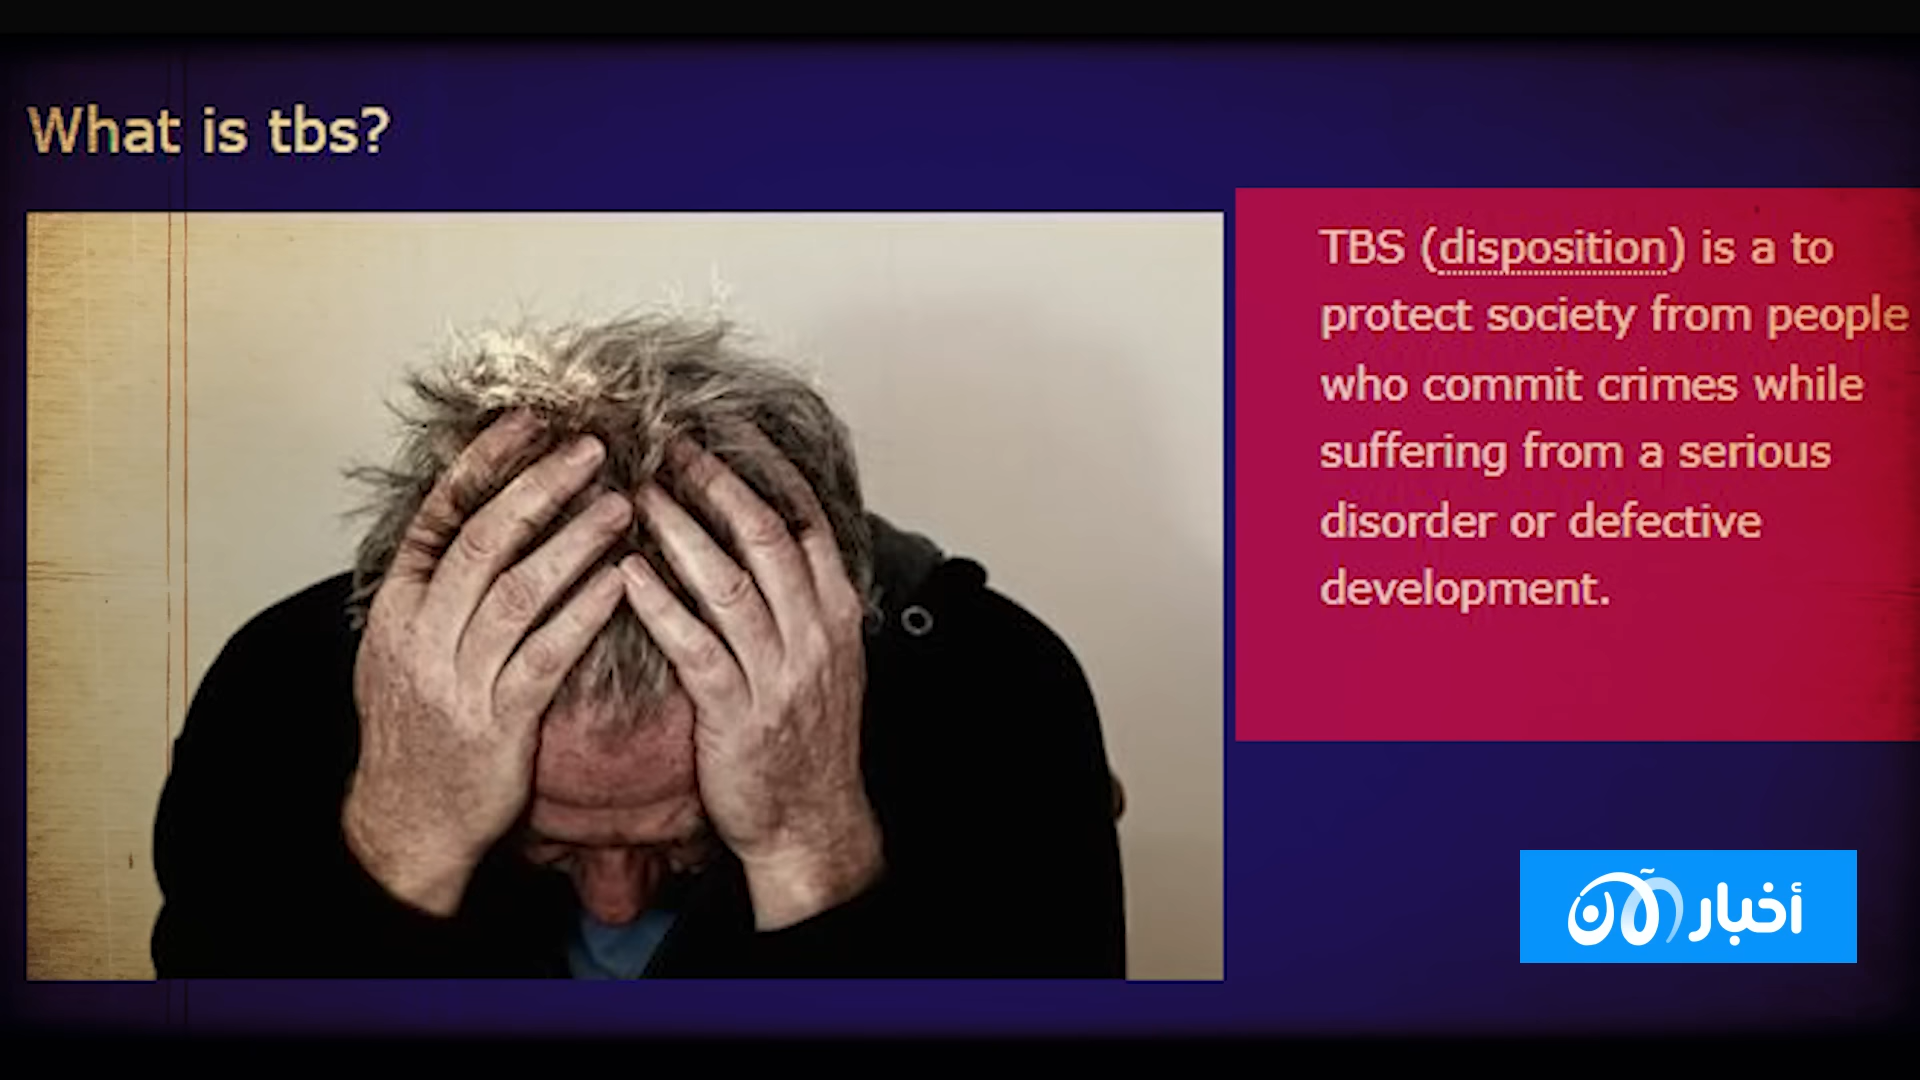 What is tbs?
TBS (disposition) is a to
protect society from people
who commit crimes while
suffering from a serious
disorder or defective
development.
أخبار الآن